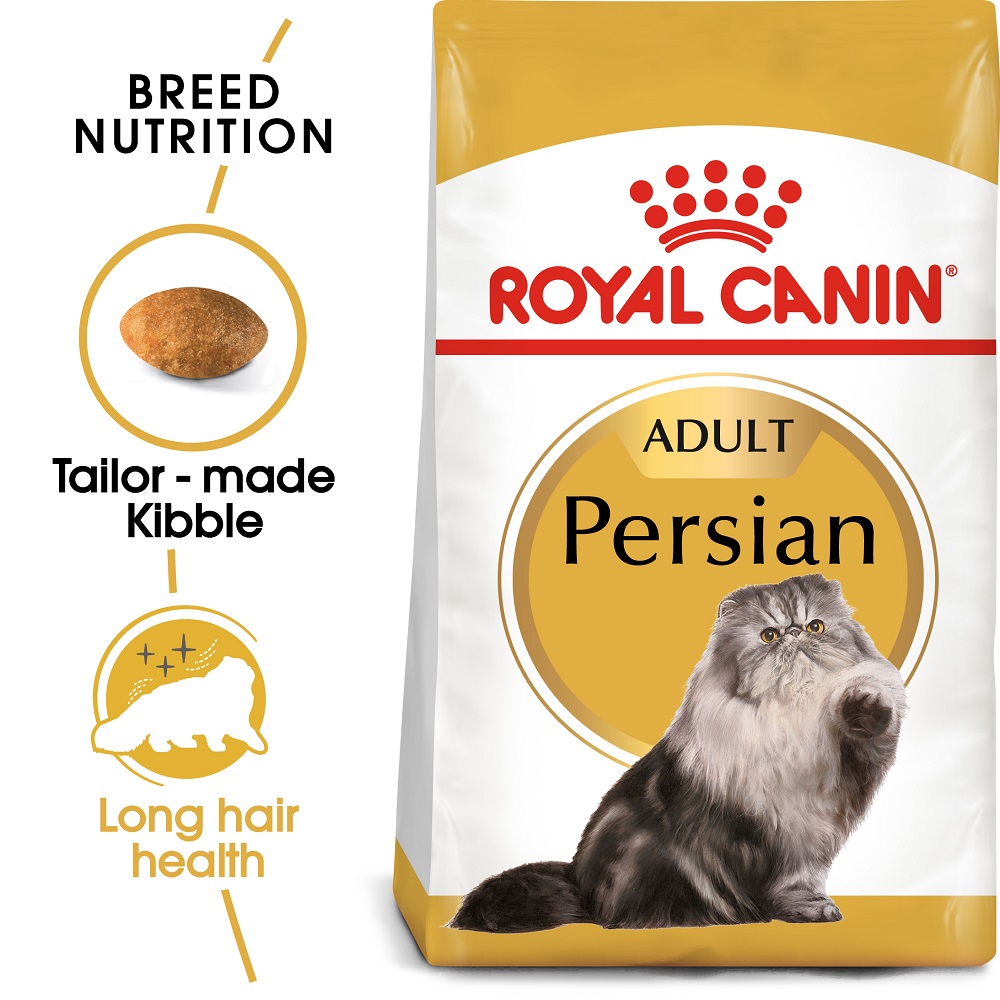 BREED
NUTRITION
Tailor - made
Kibble
Long hair
health
ROYAL CANIN®
ADULT
Persian